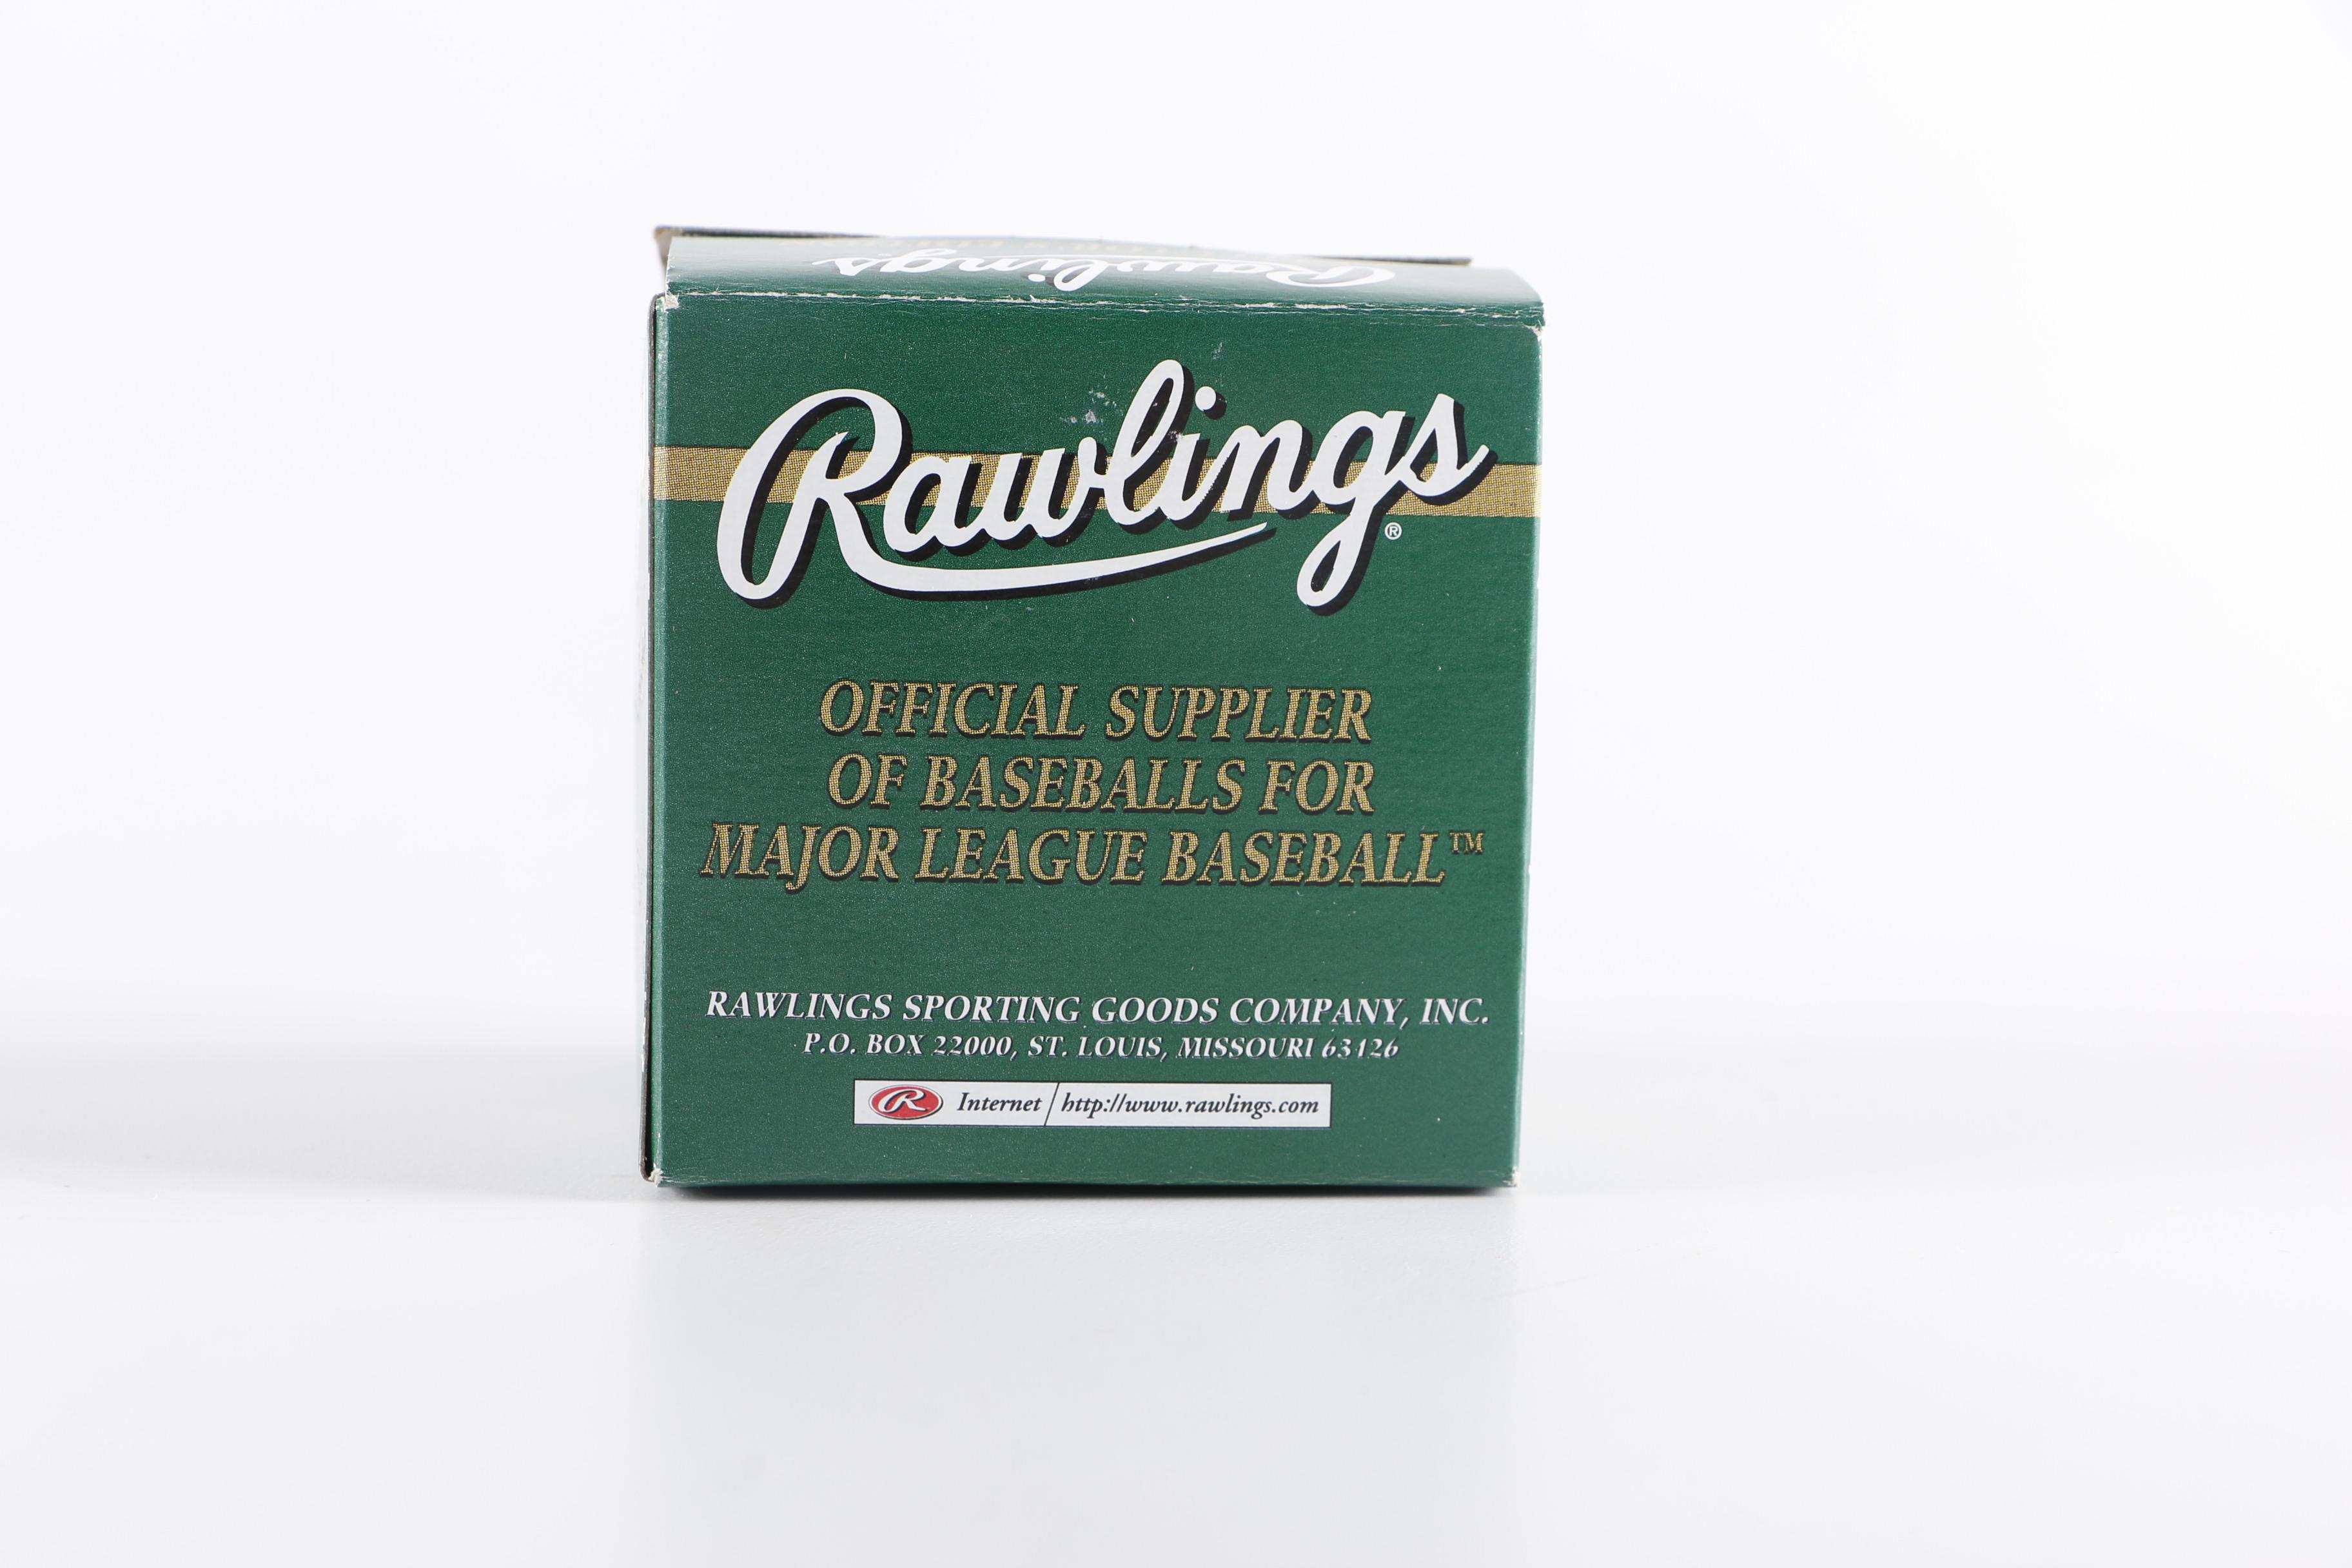 Rawlings
Rawlings®
OFFICIAL SUPPLIER
OF BASEBALLS FOR
MAJOR LEAGUE BASEBALL™
RAWLINGS SPORTING GOODS COMPANY, INC.
P.O. BOX 22000, ST. LOUIS, MISSOURI 63126
R Internet / http://www.rawlings.com